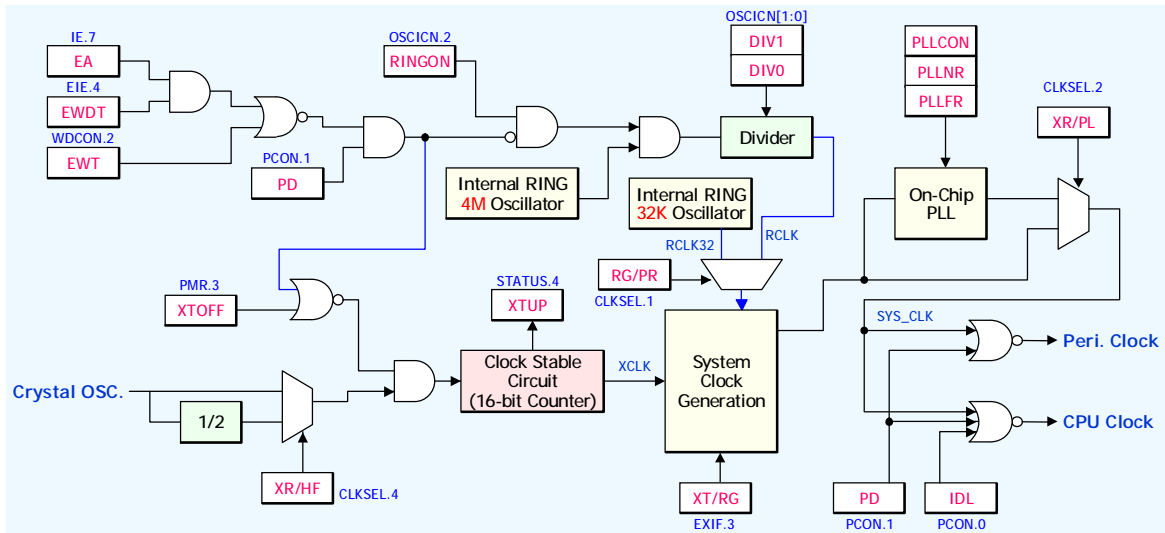 IE.7
EA
EIE.4
EWDT
WDCON.2
EWT
PCON.1
PD
OSCICN.2
RINGON
OSCICN[1:0]
DIV1
DIV0
Divider
Internal RING
4M Oscillator
Internal RING
32K Oscillator
RCLK32
RCLK
RG/PR
CLKSEL.1
PLLCON
PLLNR
PLLFR
On-Chip
PLL
CLKSEL.2
XR/PL
PMR.3
XTOFF
STATUS.4
XTUP
Clock Stable
Circuit
(16-bit Counter)
XCLK
System
Clock
Generation
SYS_CLK
Peri. Clock
CPU Clock
Crystal OSC.
1/2
XR/HF
CLKSEL.4
XT/RG
EXIF.3
PD
PCON.1
IDL
PCON.0